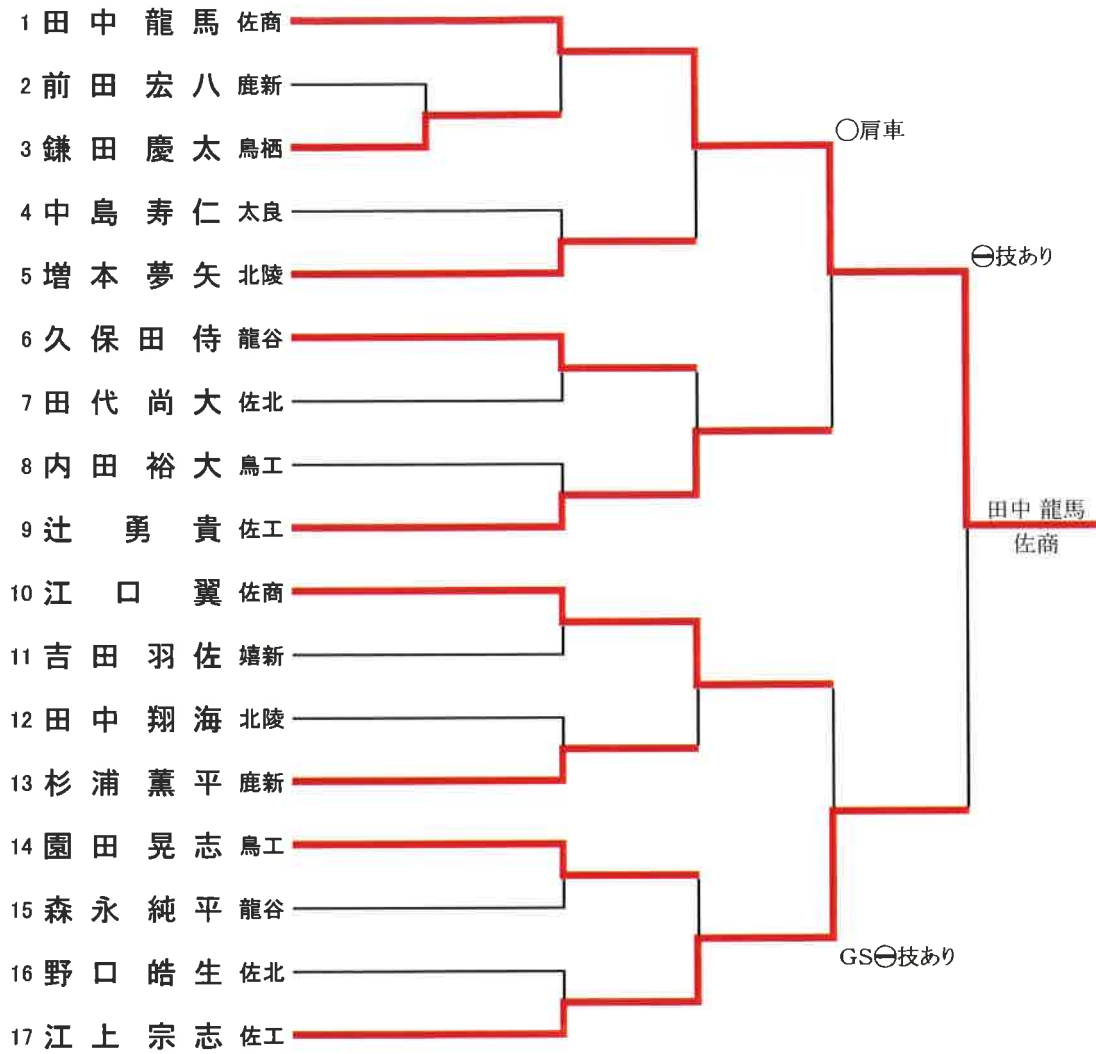 1 田中 龍馬 佐商
2 前田 宏八 鹿新
3 鎌田 慶太 鳥栖
○肩車
4 中島 寿仁 太良
⊖技あり
5 増本 夢矢 北陵
6 久保田 侍 龍谷
7 田代 尚大 佐北
8 内田 裕大 鳥工
田中 龍馬
9 辻 勇貴 佐工
佐商
10 江口 翼 佐商
11 吉田 羽佐 嬉新
12 田中 翔海 北陵
13 杉浦 薫平 鹿新
14 園田 晃志 鳥工
15 森永 純平 龍谷
GS⊖技あり
16 野口 皓生 佐北
17 江上 宗志 佐工